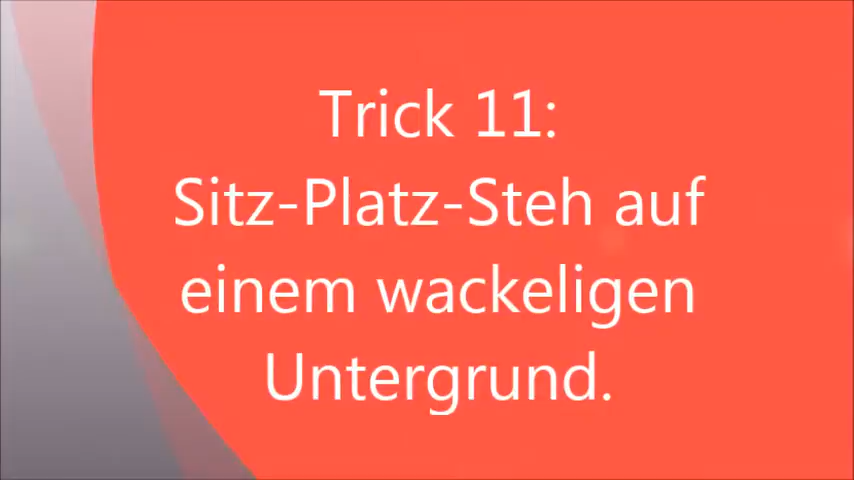 Trick 11:
Sitz-Platz-Steh auf
einem wackeligen
Untergrund.